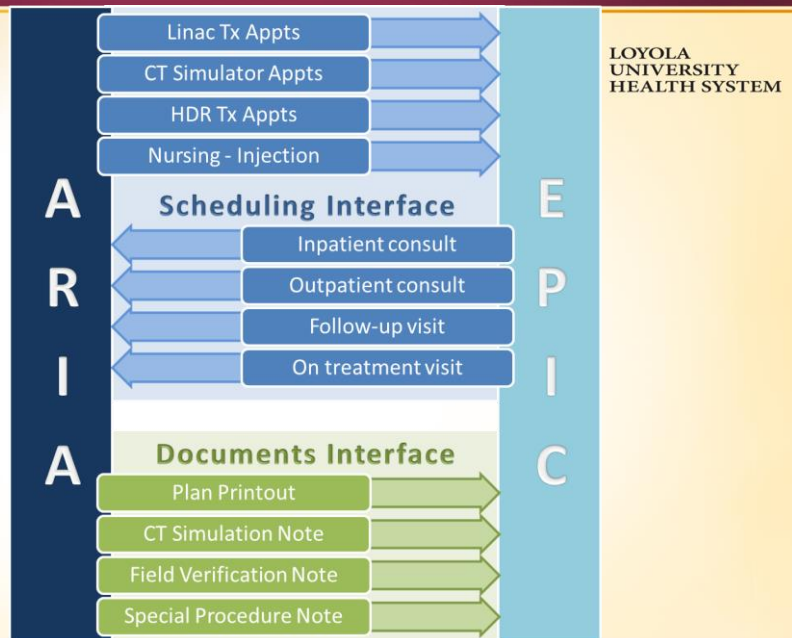 Linac Tx Appts
CT Simulator Appts
HDR Tx Appts
Nursing - Injection
Scheduling Interface
Inpatient consult
Outpatient consult
Follow-up visit
On treatment visit
Documents Interface
Plan Printout
CT Simulation Note
Field Verification Note
Special Procedure Note
ARIA
EPIC
LOYOLA
UNIVERSITY
HEALTH SYSTEM